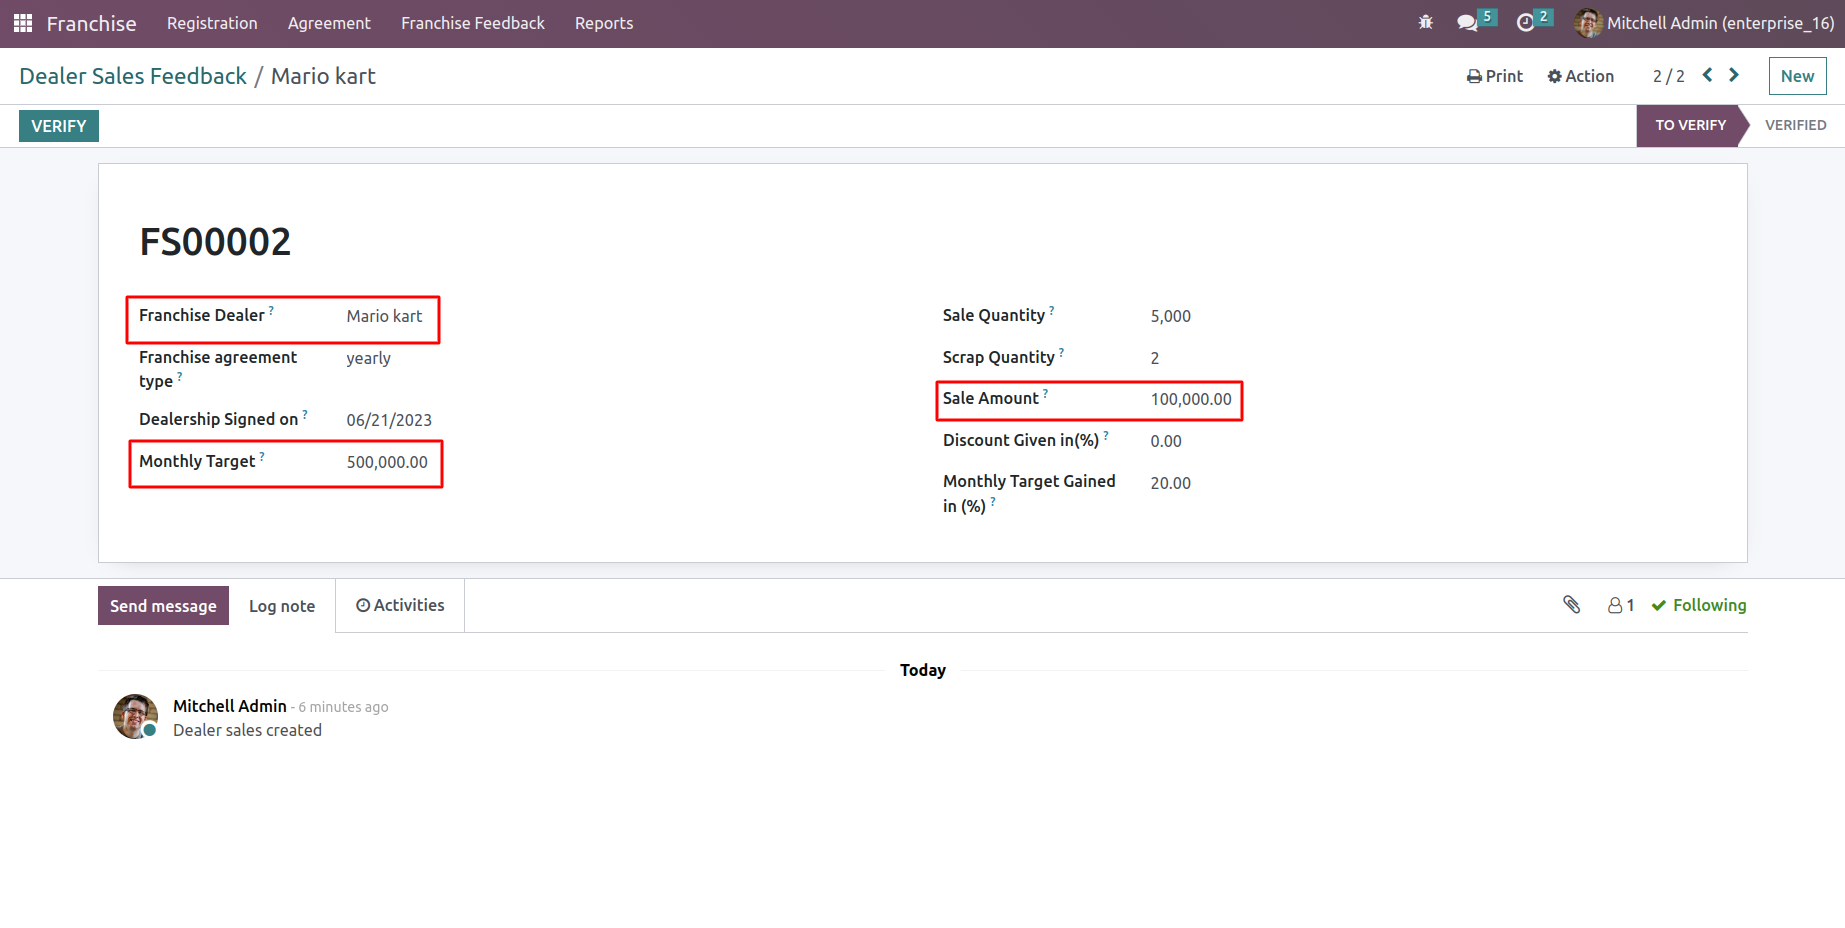 Franchise Registration Agreement Franchise Feedback Reports 5 2 Mitchell Admin (enterprise_16)
Dealer Sales Feedback / Mario kart Print Action 2 / 2 New
VERIFY TO VERIFY VERIFIED
FS00002
Franchise Dealer ? Mario kart
Franchise agreement
type ? yearly
Dealership Signed on ? 06/21/2023
Monthly Target ? 500,000.00
Sale Quantity ? 5,000
Scrap Quantity ? 2
Sale Amount ? 100,000.00
Discount Given in(%) ? 0.00
Monthly Target Gained
in (%) ? 20.00
Send message Log note Activities 1 Following
Today
Mitchell Admin - 6 minutes ago
Dealer sales created